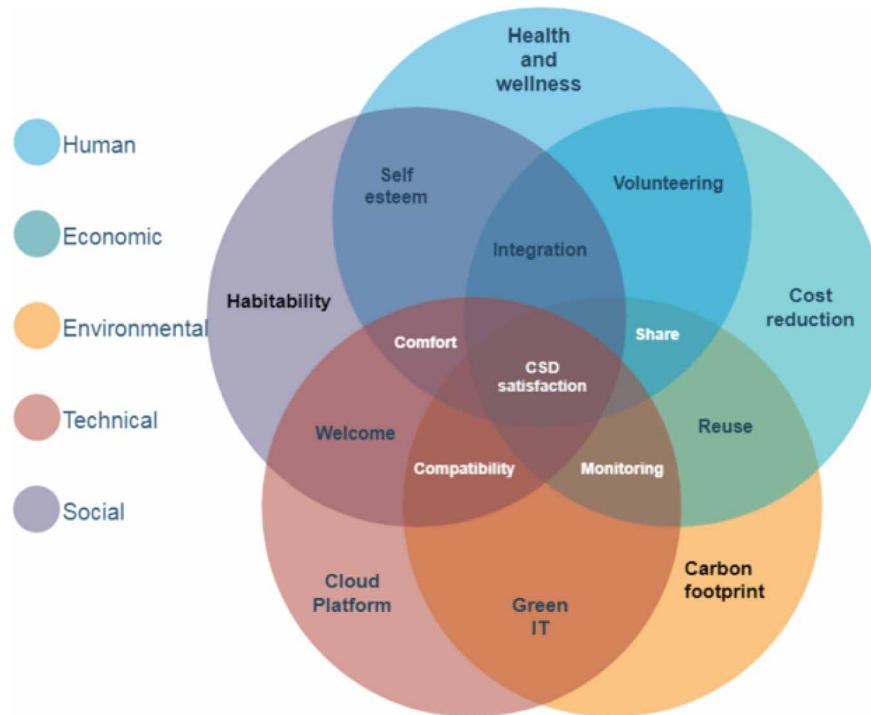 Human
Economic
Environmental
Technical
Social
Health
and
wellness
Self
esteem
Volunteering
Integration
Habitability
Cost
reduction
Comfort
Share
CSD
satisfaction
Welcome
Reuse
Compatibility
Monitoring
Cloud
Platform
Green
IT
Carbon
footprint